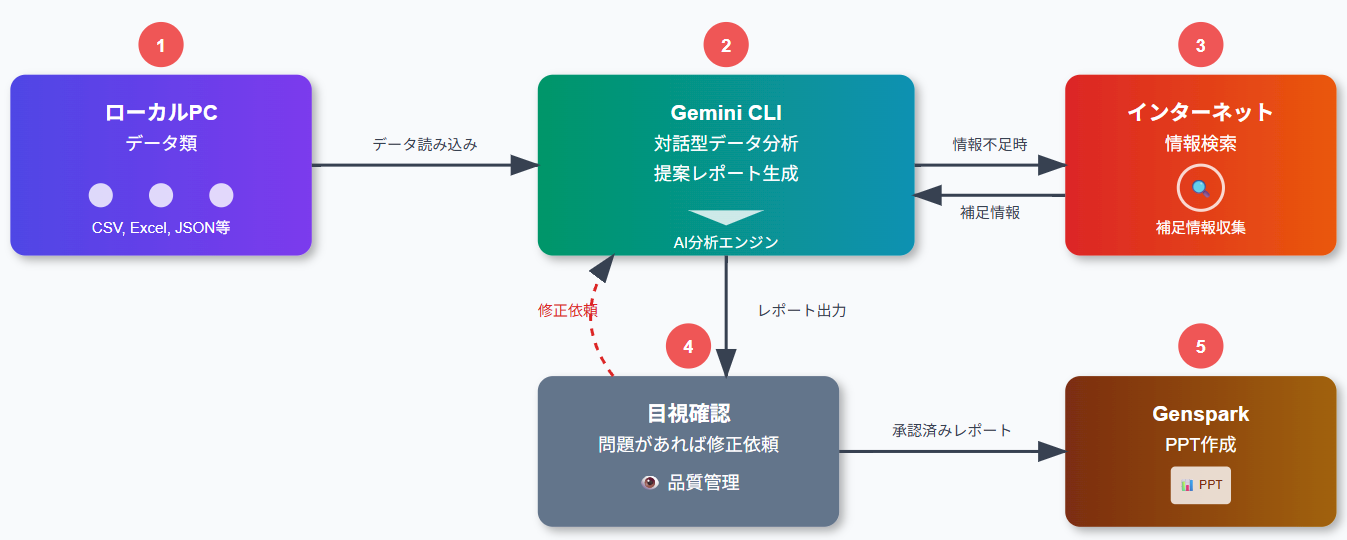 1
ローカルPC
データ類
CSV, Excel, JSON等
データ読み込み
2
Gemini CLI
対話型データ分析
提案レポート生成
AI分析エンジン
情報不足時
補足情報
3
インターネット
情報検索
補足情報収集
修正依頼
レポート出力
4
目視確認
問題があれば修正依頼
品質管理
承認済みレポート
5
Genspark
PPT作成
PPT